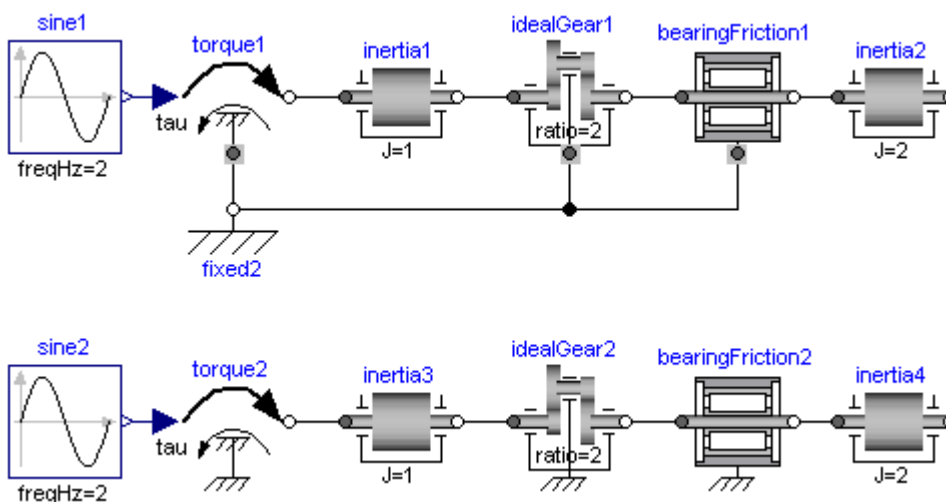 sine1
torque1
inertia1
idealGear1
bearingFriction1
inertia2
tau
ratio=2
freqHz=2
J=1
J=2
fixed2
sine2
torque2
inertia3
idealGear2
bearingFriction2
inertia4
tau
ratio=2
freqHz=2
J=1
J=2